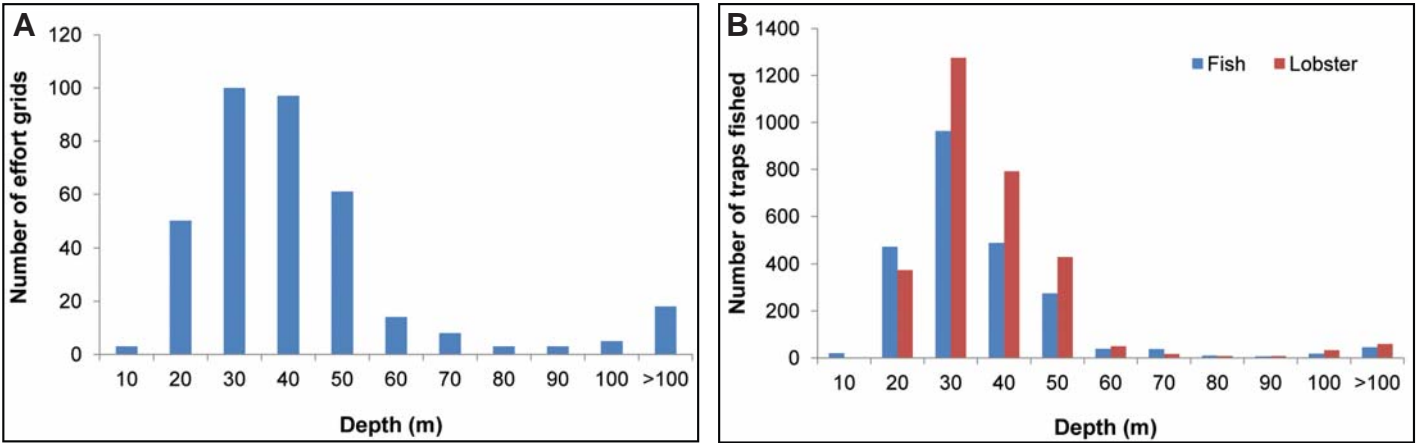 A
120
100
80
60
40
20
0
Number of effort grids
10 20 30 40 50 60 70 80 90 100 >100
Depth (m)
B
1400
1200
1000
800
600
400
200
0
Number of traps fished
Fish Lobster
10 20 30 40 50 60 70 80 90 100 >100
Depth (m)